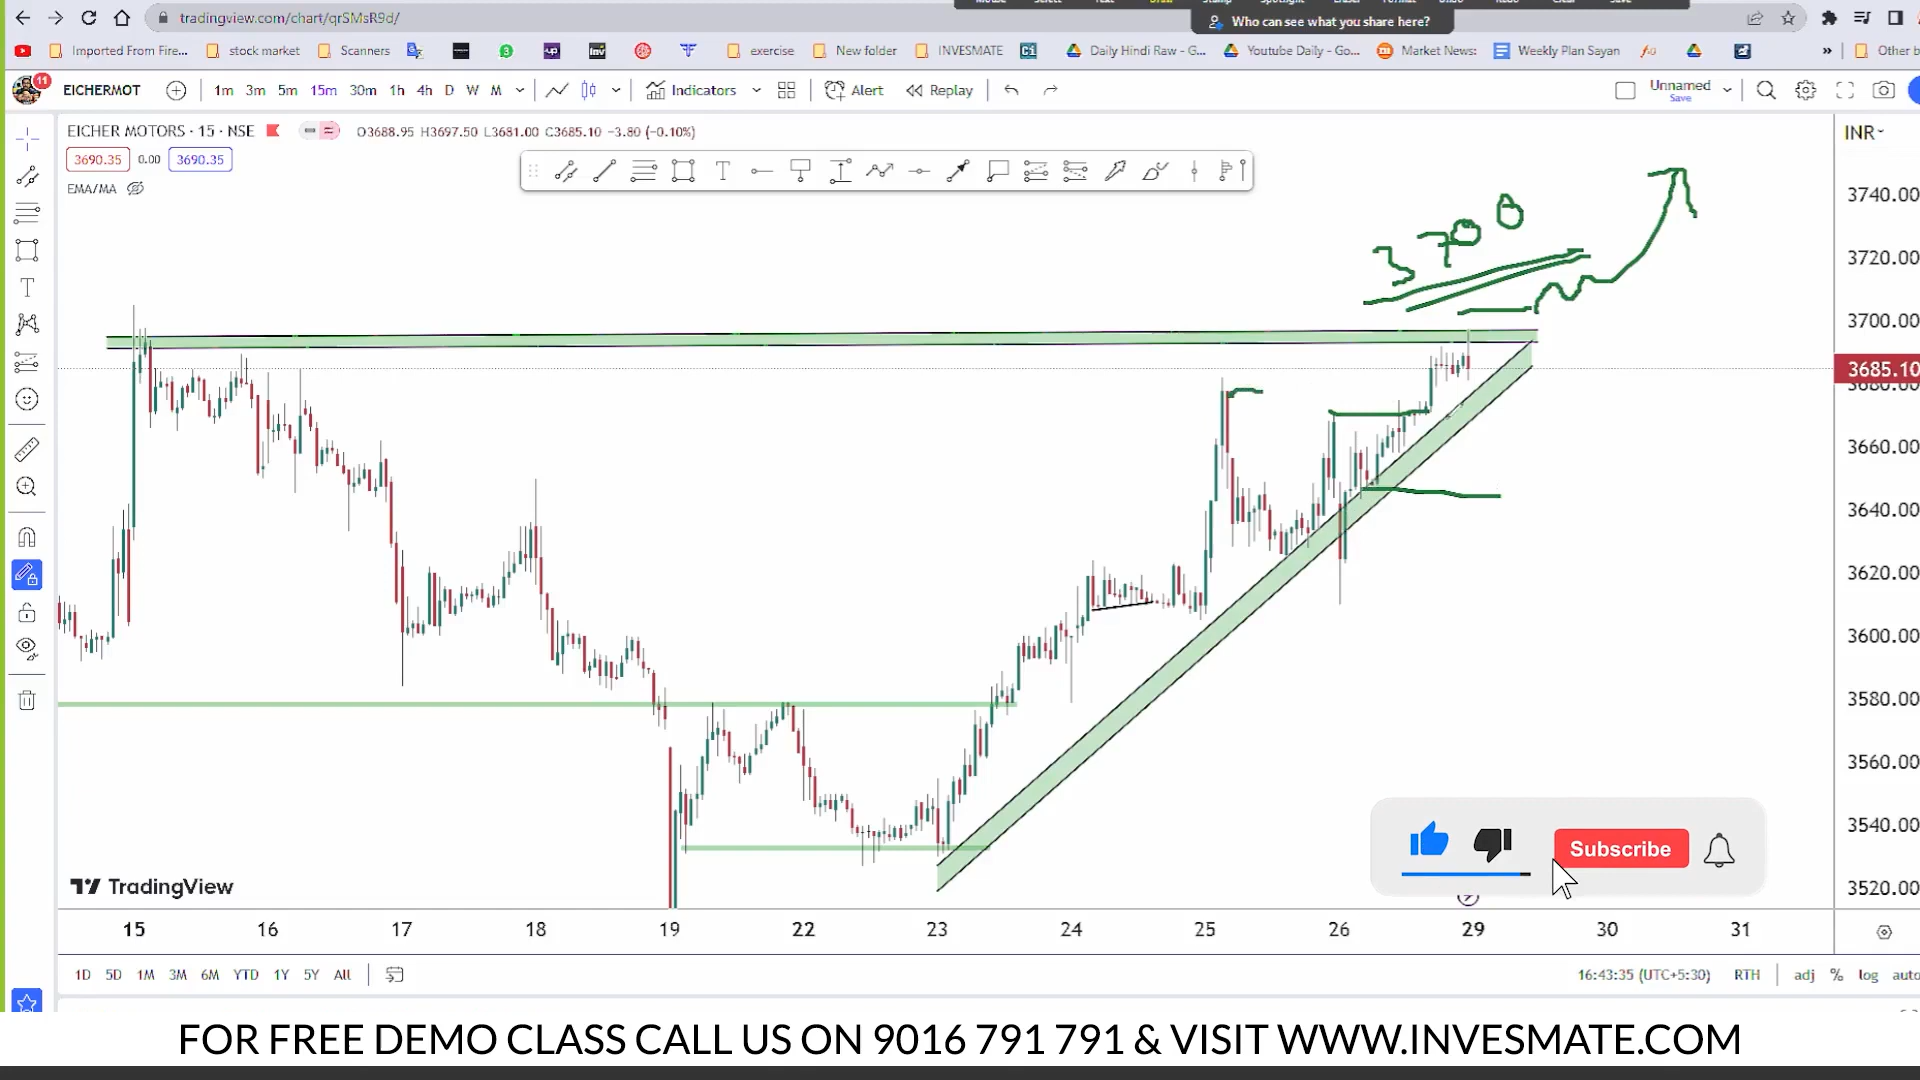 tradingview.com/chart/qrSMsR9d/
Who can see what you share here?
Imported From Fire...
stock market
Scanners
exercise
New folder
INVESMATE
Daily Hindi Raw - G...
Youtube Daily - Go...
Market News:
Weekly Plan Sayan
Other b
11
EICHERMOT
1m 3m 5m 15m 30m 1h 4h D W M
Indicators
Alert
Replay
Unnamed
Save
EICHER MOTORS · 15 · NSE
O3688.95 H3697.50 L3681.00 C3685.10 −3.80 (−0.10%)
INR
3690.35 0.00 3690.35
EMA/MA
3700
3740.00
3720.00
3700.00
3685.10
3680.00
3660.00
3640.00
3620.00
3600.00
3580.00
3560.00
3540.00
3520.00
Subscribe
TradingView
15 16 17 18 19 22 23 24 25 26 29 30 31
1D 5D 1M 3M 6M YTD 1Y 5Y All
16:43:35 (UTC+5:30) RTH adj % log auto
FOR FREE DEMO CLASS CALL US ON 9016 791 791 & VISIT WWW.INVESMATE.COM